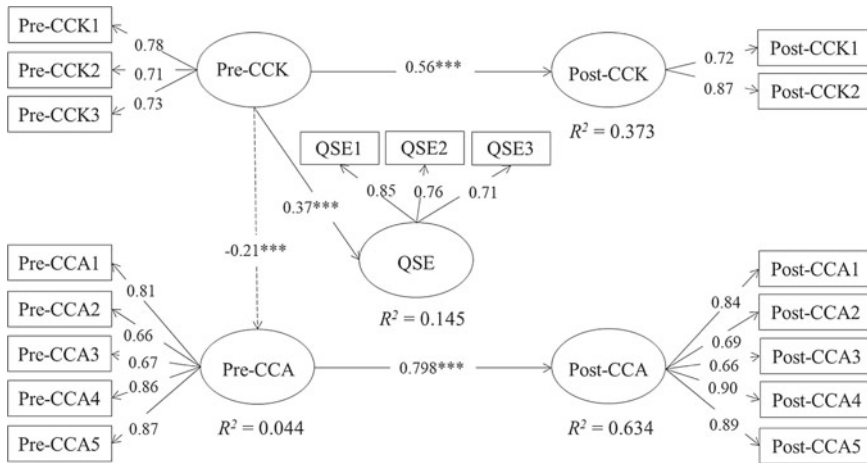 Pre-CCK1
Pre-CCK2
Pre-CCK3
0.78
0.71
0.73
Pre-CCK
0.56***
Post-CCK
R² = 0.373
0.72
0.87
Post-CCK1
Post-CCK2
QSE1
QSE2
QSE3
0.85
0.76
0.71
0.37***
QSE
R² = 0.145
-0.21***
Pre-CCA1
Pre-CCA2
Pre-CCA3
Pre-CCA4
Pre-CCA5
0.81
0.66
0.67
0.86
0.87
Pre-CCA
R² = 0.044
0.798***
Post-CCA
R² = 0.634
0.84
0.69
0.66
0.90
0.89
Post-CCA1
Post-CCA2
Post-CCA3
Post-CCA4
Post-CCA5